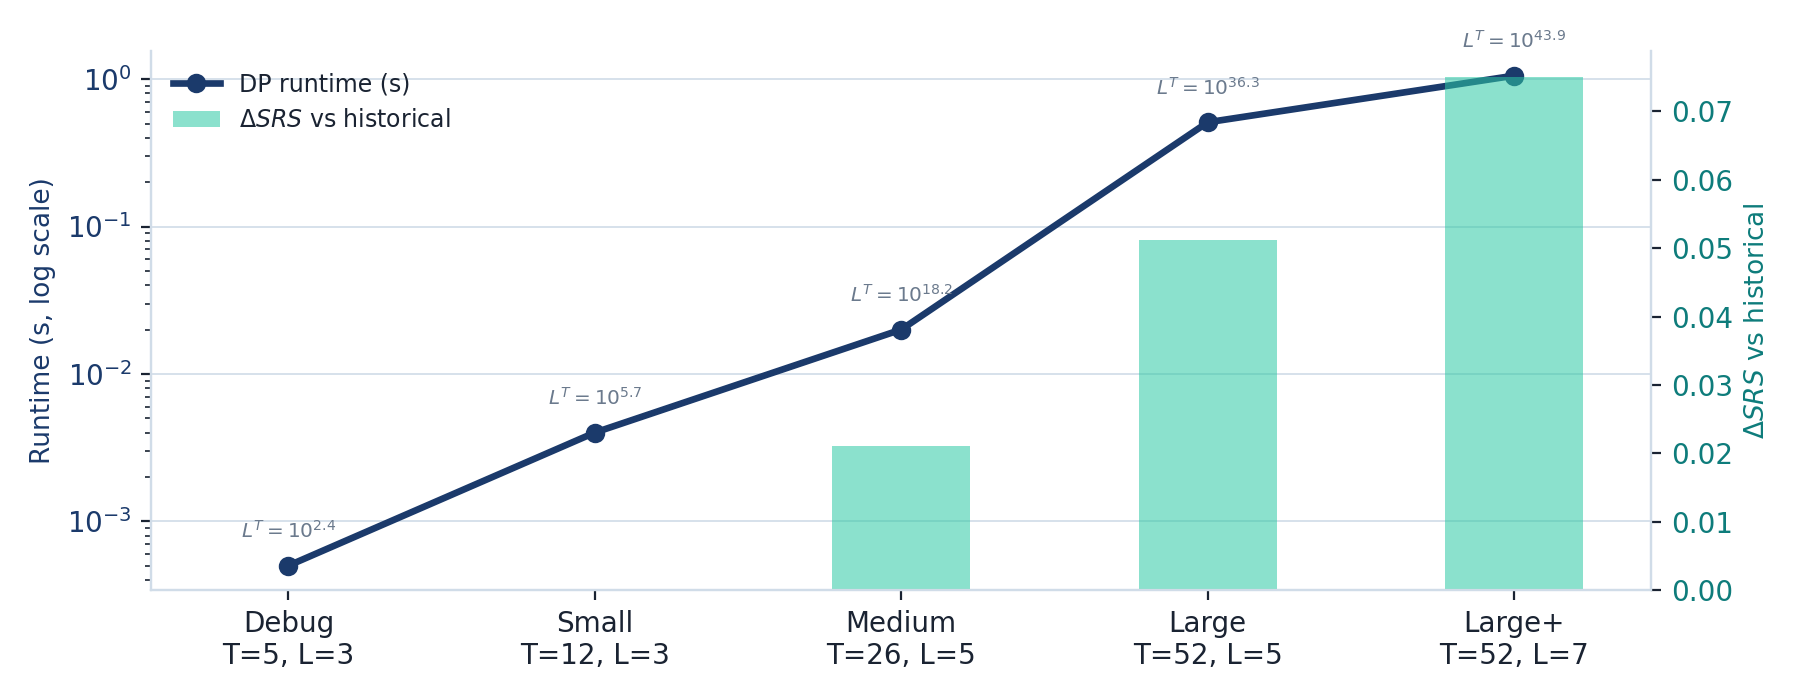 L^T = 10^43.9
10^0
DP runtime (s)
ΔSRS vs historical
L^T = 10^36.3
0.07
0.06
10^-1
0.05
Runtime (s, log scale)
ΔSRS vs historical
L^T = 10^18.2
0.04
10^-2
0.03
L^T = 10^5.7
0.02
10^-3
0.01
L^T = 10^2.4
0.00
Debug
T=5, L=3
Small
T=12, L=3
Medium
T=26, L=5
Large
T=52, L=5
Large+
T=52, L=7